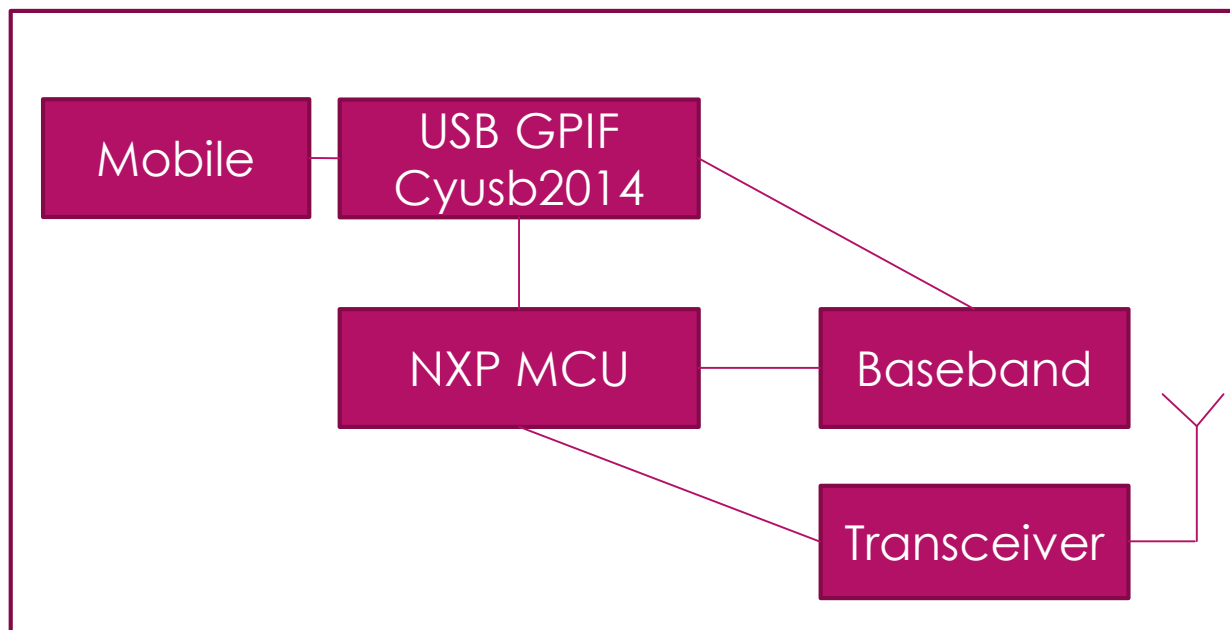 Mobile
USB GPIF
Cyusb2014
NXP MCU
Baseband
Transceiver